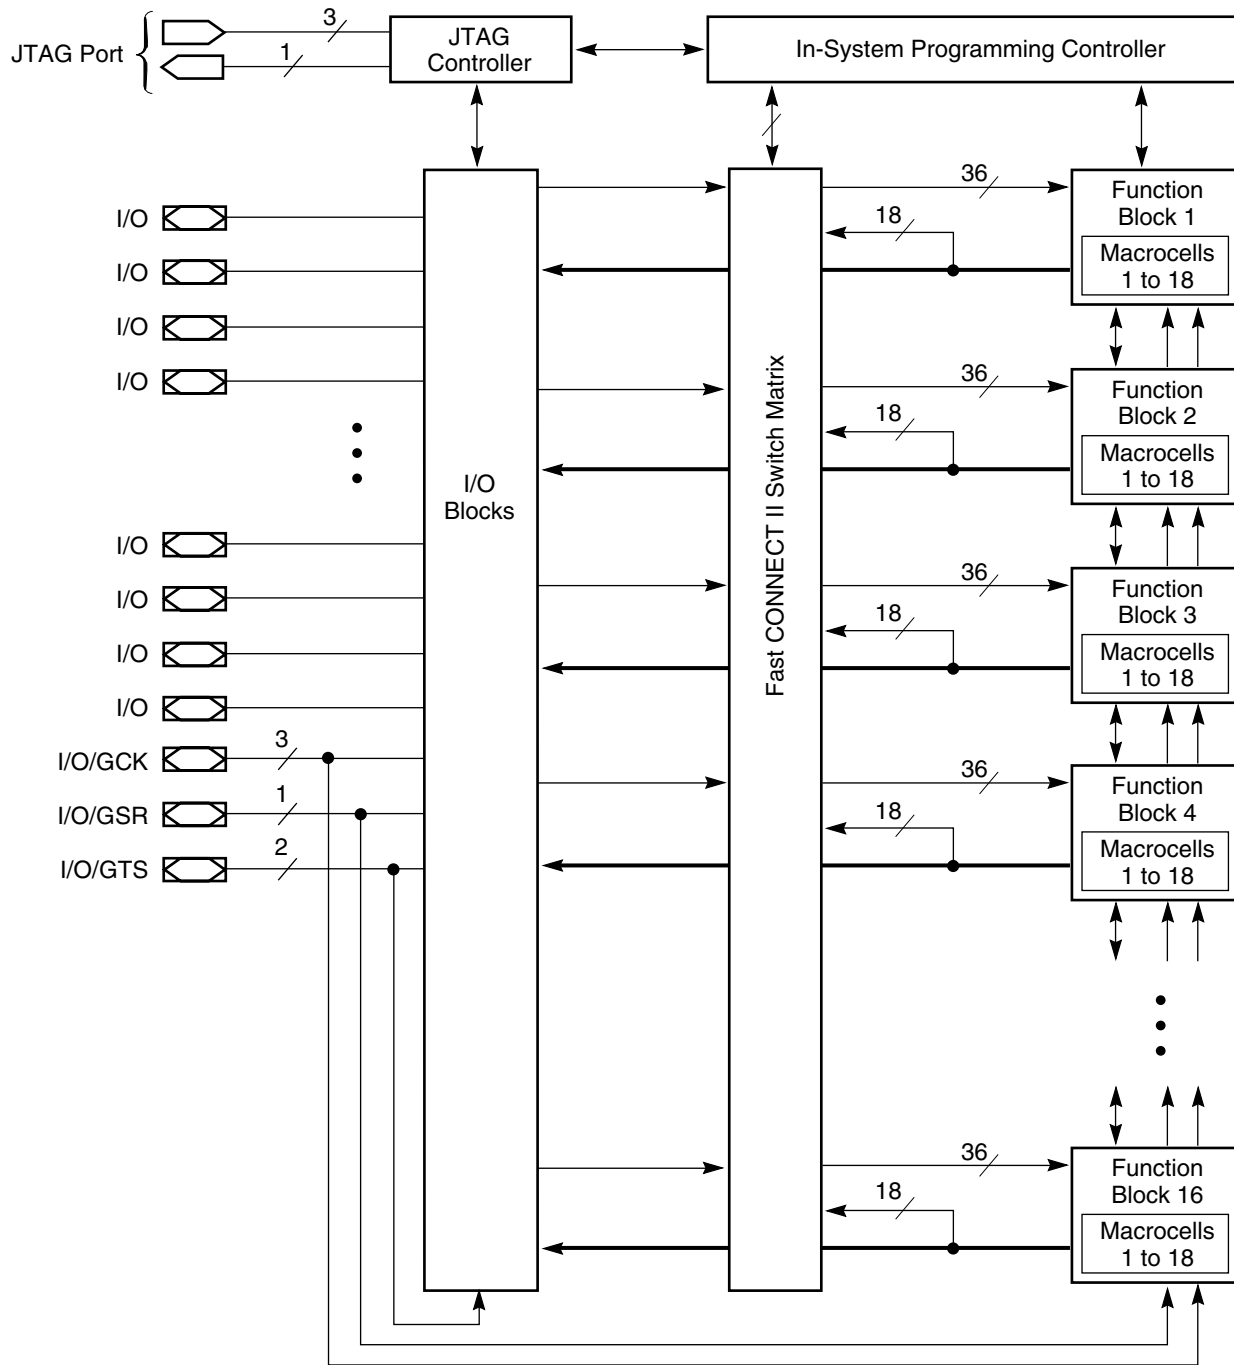 JTAG Port
3
1
JTAG
Controller
In-System Programming Controller
I/O
I/O
I/O
I/O
I/O
I/O
I/O
I/O
I/O/GCK
3
I/O/GSR
1
I/O/GTS
2
I/O
Blocks
Fast CONNECT II Switch Matrix
36
18
Function
Block 1
Macrocells
1 to 18
36
18
Function
Block 2
Macrocells
1 to 18
36
18
Function
Block 3
Macrocells
1 to 18
36
18
Function
Block 4
Macrocells
1 to 18
36
18
Function
Block 16
Macrocells
1 to 18